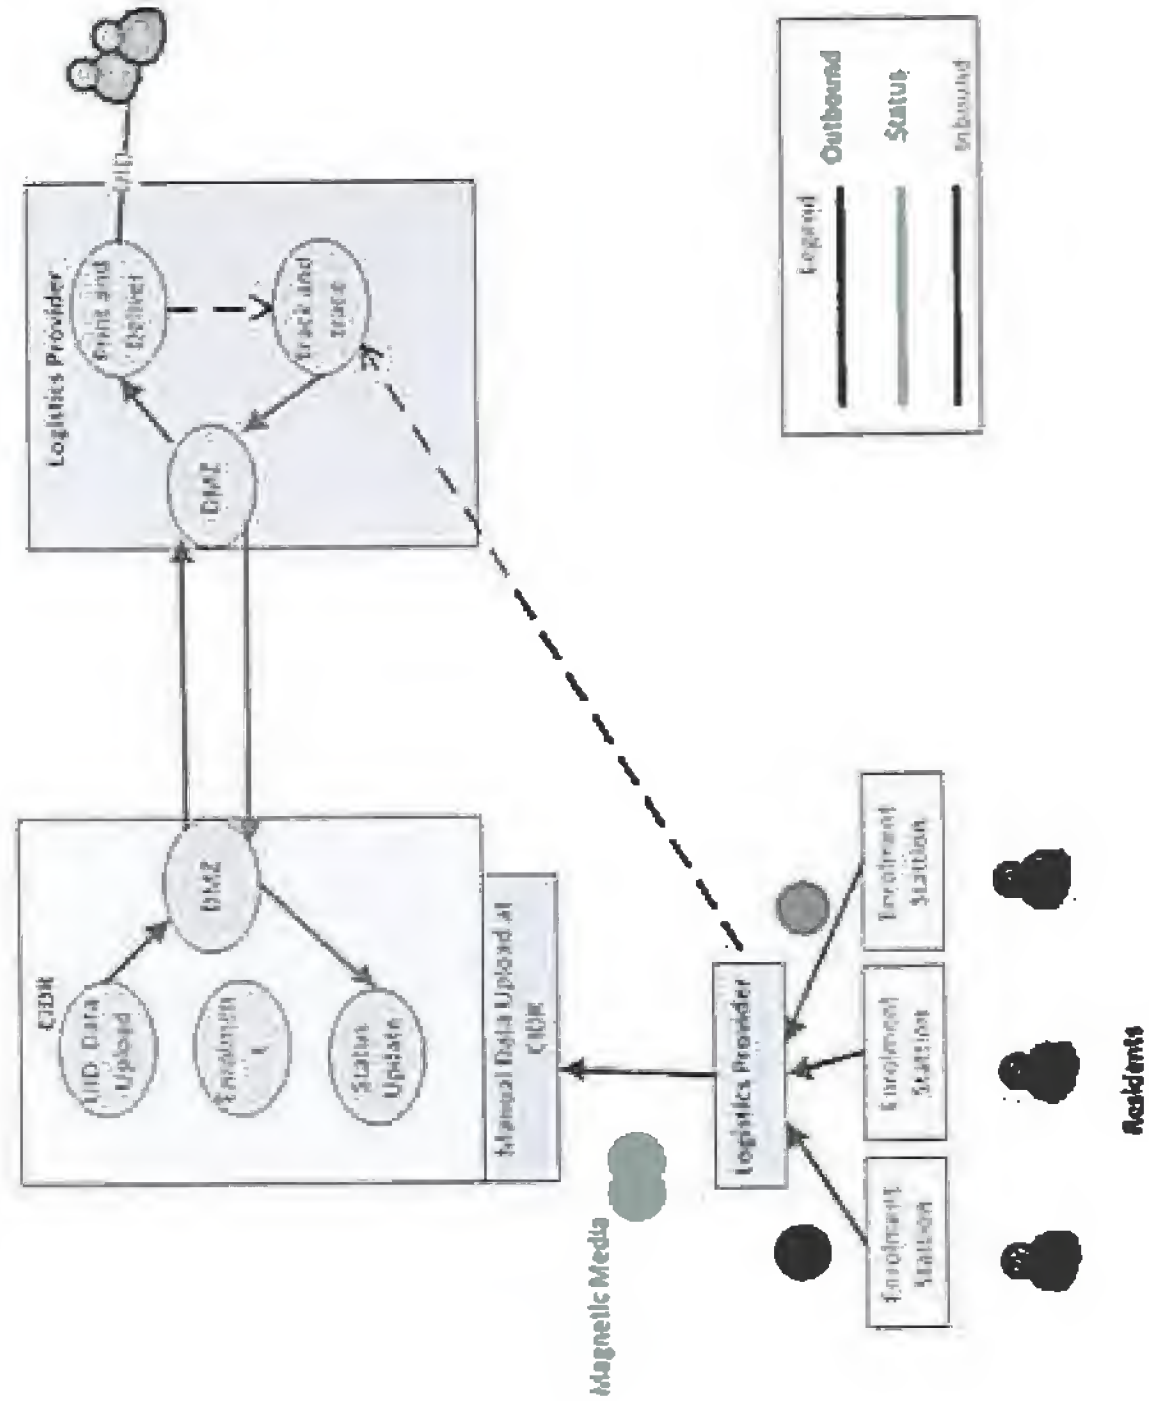 CIDR
UID Data
Upload
Enrolment
Status
Update
DMZ
Manual Data Upload at
CIDR
Logistics Provider
DMZ
Print and
Deliver
Track and
Trace
UID
Magnetic Media
Logistics Provider
Enrolment
Station
Enrolment
Station
Enrolment
Station
Residents
Legend
Outbound
Status
Inbound